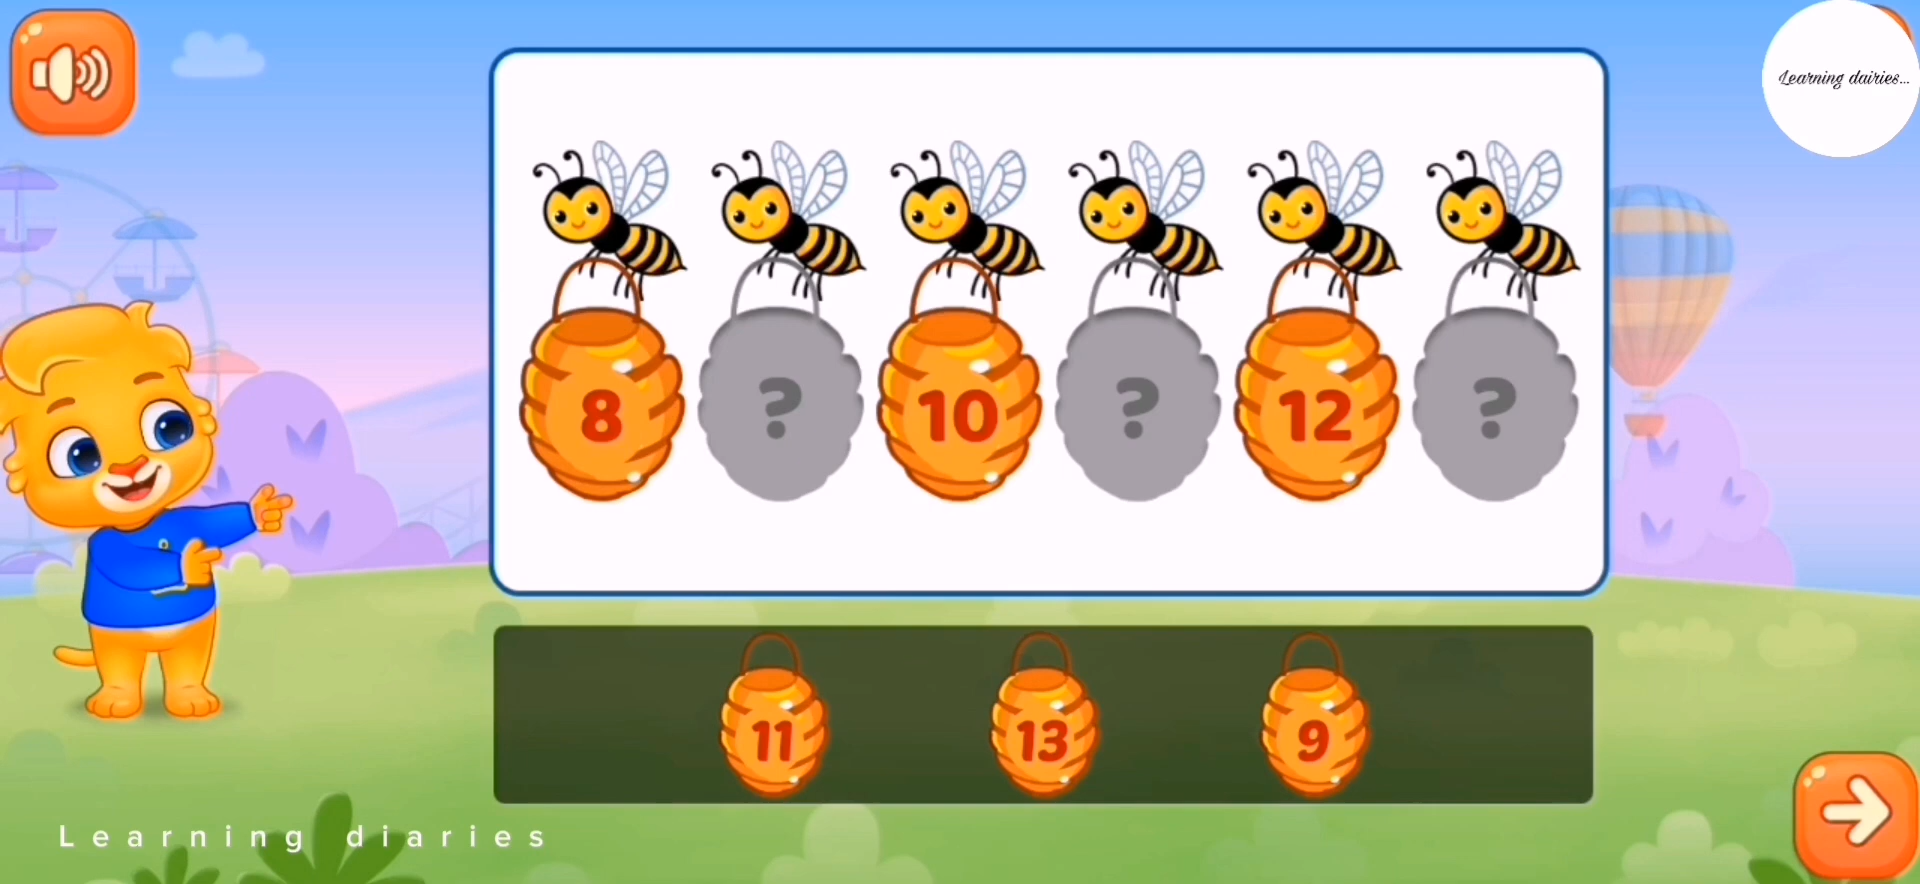 Learning dairies...
8 ? 10 ? 12 ?
11 13 9
Learning diaries